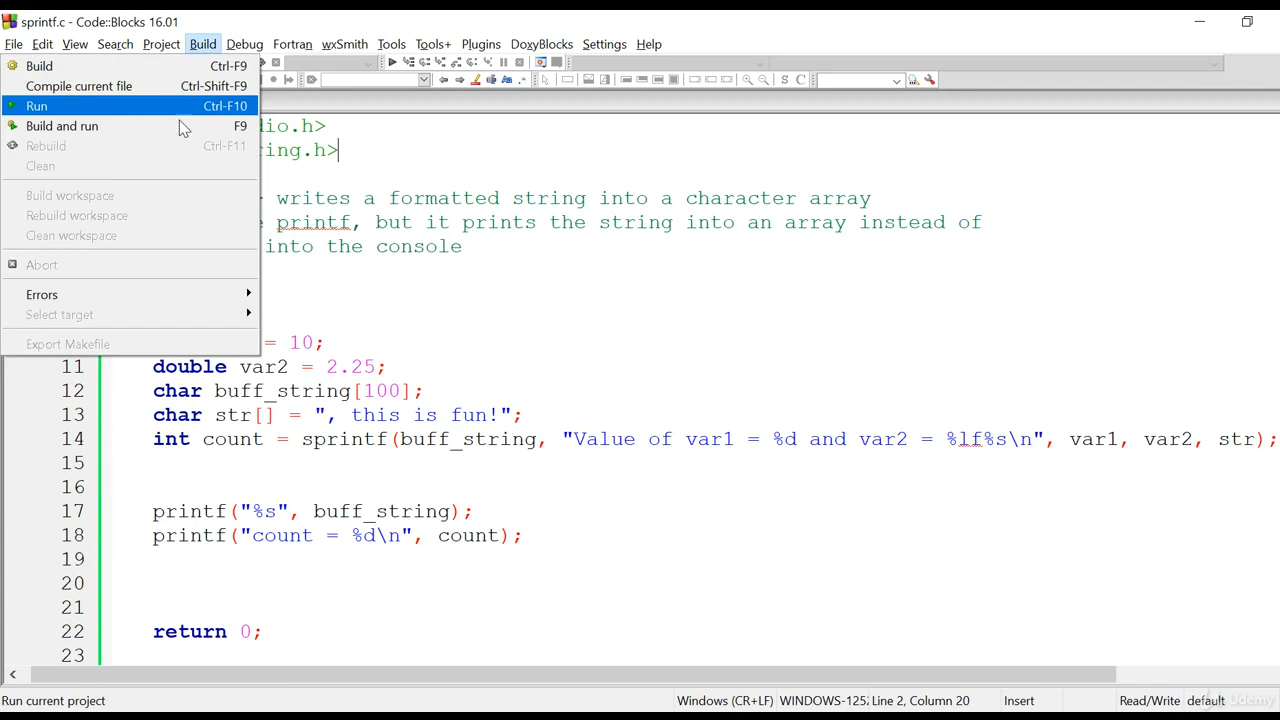 sprintf.c - Code::Blocks 16.01
File Edit View Search Project Build Debug Fortran wxSmith Tools Tools+ Plugins DoxyBlocks Settings Help
Build Ctrl-F9
Compile current file Ctrl-Shift-F9
Run Ctrl-F10
Build and run F9
Rebuild Ctrl-F11
Clean
Build workspace
Rebuild workspace
Clean workspace
Abort
Errors
Select target
Export Makefile
S C
dio.h>
ring.h>
writes a formatted string into a character array
printf, but it prints the string into an array instead of
into the console
= 10;
11 double var2 = 2.25;
12 char buff_string[100];
13 char str[] = ", this is fun!";
14 int count = sprintf(buff_string, "Value of var1 = %d and var2 = %lf%s\n", var1, var2, str);
15
16
17 printf("%s", buff_string);
18 printf("count = %d\n", count);
19
20
21
22 return 0;
23
Run current project Windows (CR+LF) WINDOWS-1252 Line 2, Column 20 Insert Read/Write default
Udemy